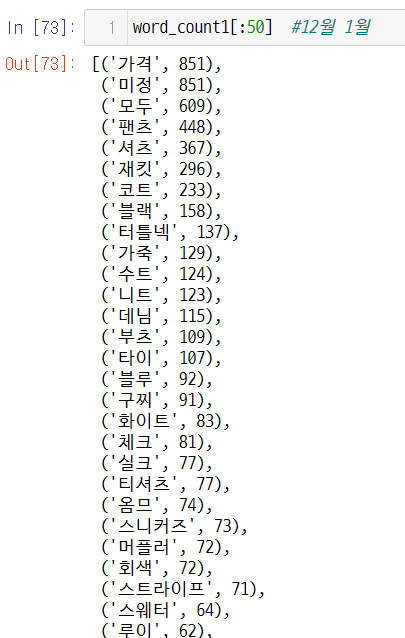 In [73]: 1 word_count1[:50] #12월 1월
Out[73]: [('가격', 851),
('미정', 851),
('모두', 609),
('팬츠', 448),
('셔츠', 367),
('재킷', 296),
('코트', 233),
('블랙', 158),
('터틀넥', 137),
('가죽', 129),
('수트', 124),
('니트', 123),
('데님', 115),
('부츠', 109),
('타이', 107),
('블루', 92),
('구찌', 91),
('화이트', 83),
('체크', 81),
('실크', 77),
('티셔츠', 77),
('옴므', 74),
('스니커즈', 73),
('머플러', 72),
('회색', 72),
('스트라이프', 71),
('스웨터', 64),
('루이', 62),